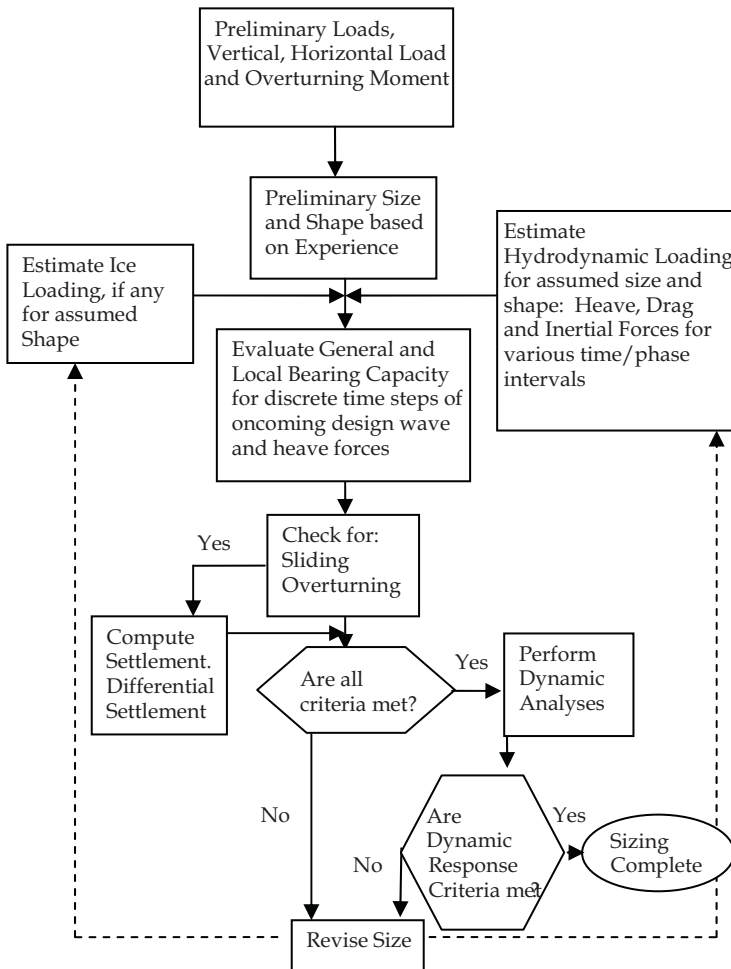 Preliminary Loads,
Vertical, Horizontal Load
and Overturning Moment
Preliminary Size
and Shape based
on Experience
Estimate Ice
Loading, if any
for assumed
Shape
Estimate
Hydrodynamic Loading
for assumed size and
shape: Heave, Drag
and Inertial Forces for
various time/phase
intervals
Evaluate General and
Local Bearing Capacity
for discrete time steps of
oncoming design wave
and heave forces
Yes
Check for:
Sliding
Overturning
Compute
Settlement.
Differential
Settlement
Are all
criteria met?
Yes
Perform
Dynamic
Analyses
No
No
Are
Dynamic
Response
Criteria met?
Yes
Sizing
Complete
Revise Size